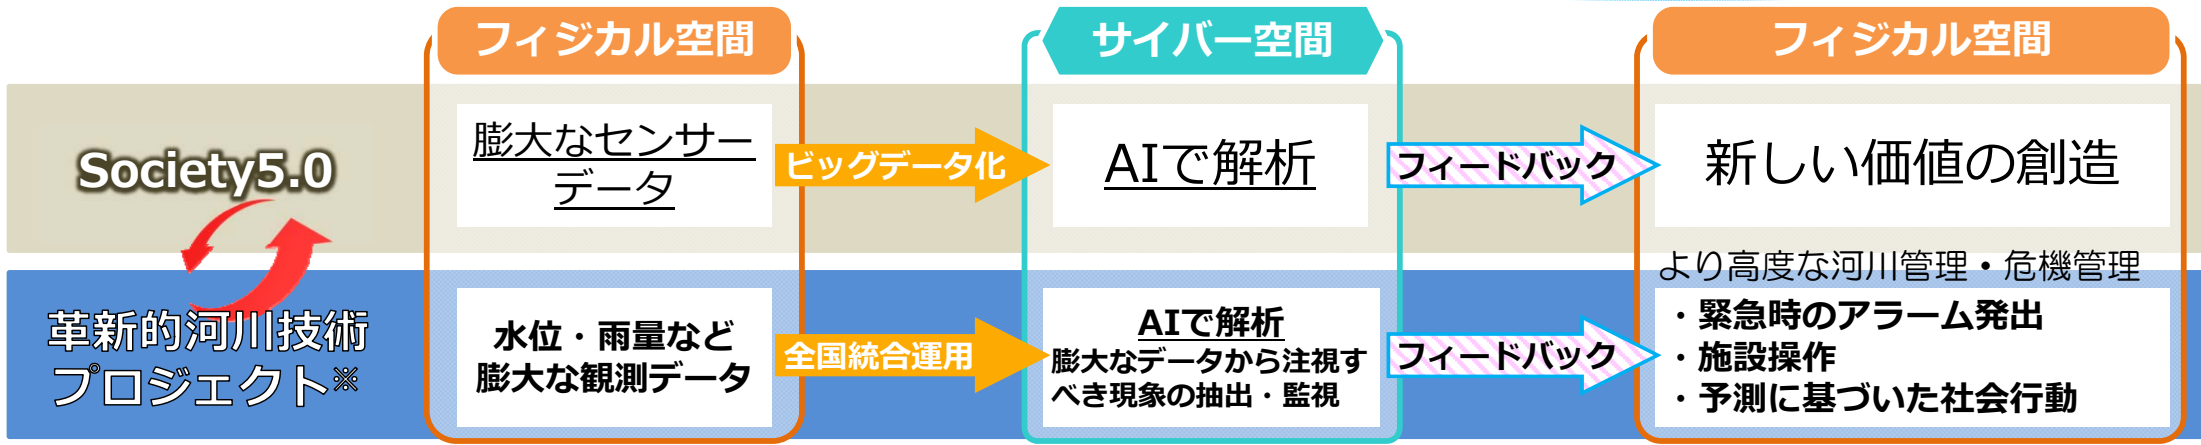 フィジカル空間
サイバー空間
フィジカル空間
Society5.0
膨大なセンサー
データ
ビッグデータ化
AIで解析
フィードバック
新しい価値の創造
革新的河川技術
プロジェクト※
水位・雨量など
膨大な観測データ
全国統合運用
AIで解析
膨大なデータから注視す
べき現象の抽出・監視
フィードバック
より高度な河川管理・危機管理
・緊急時のアラーム発出
・施設操作
・予測に基づいた社会行動